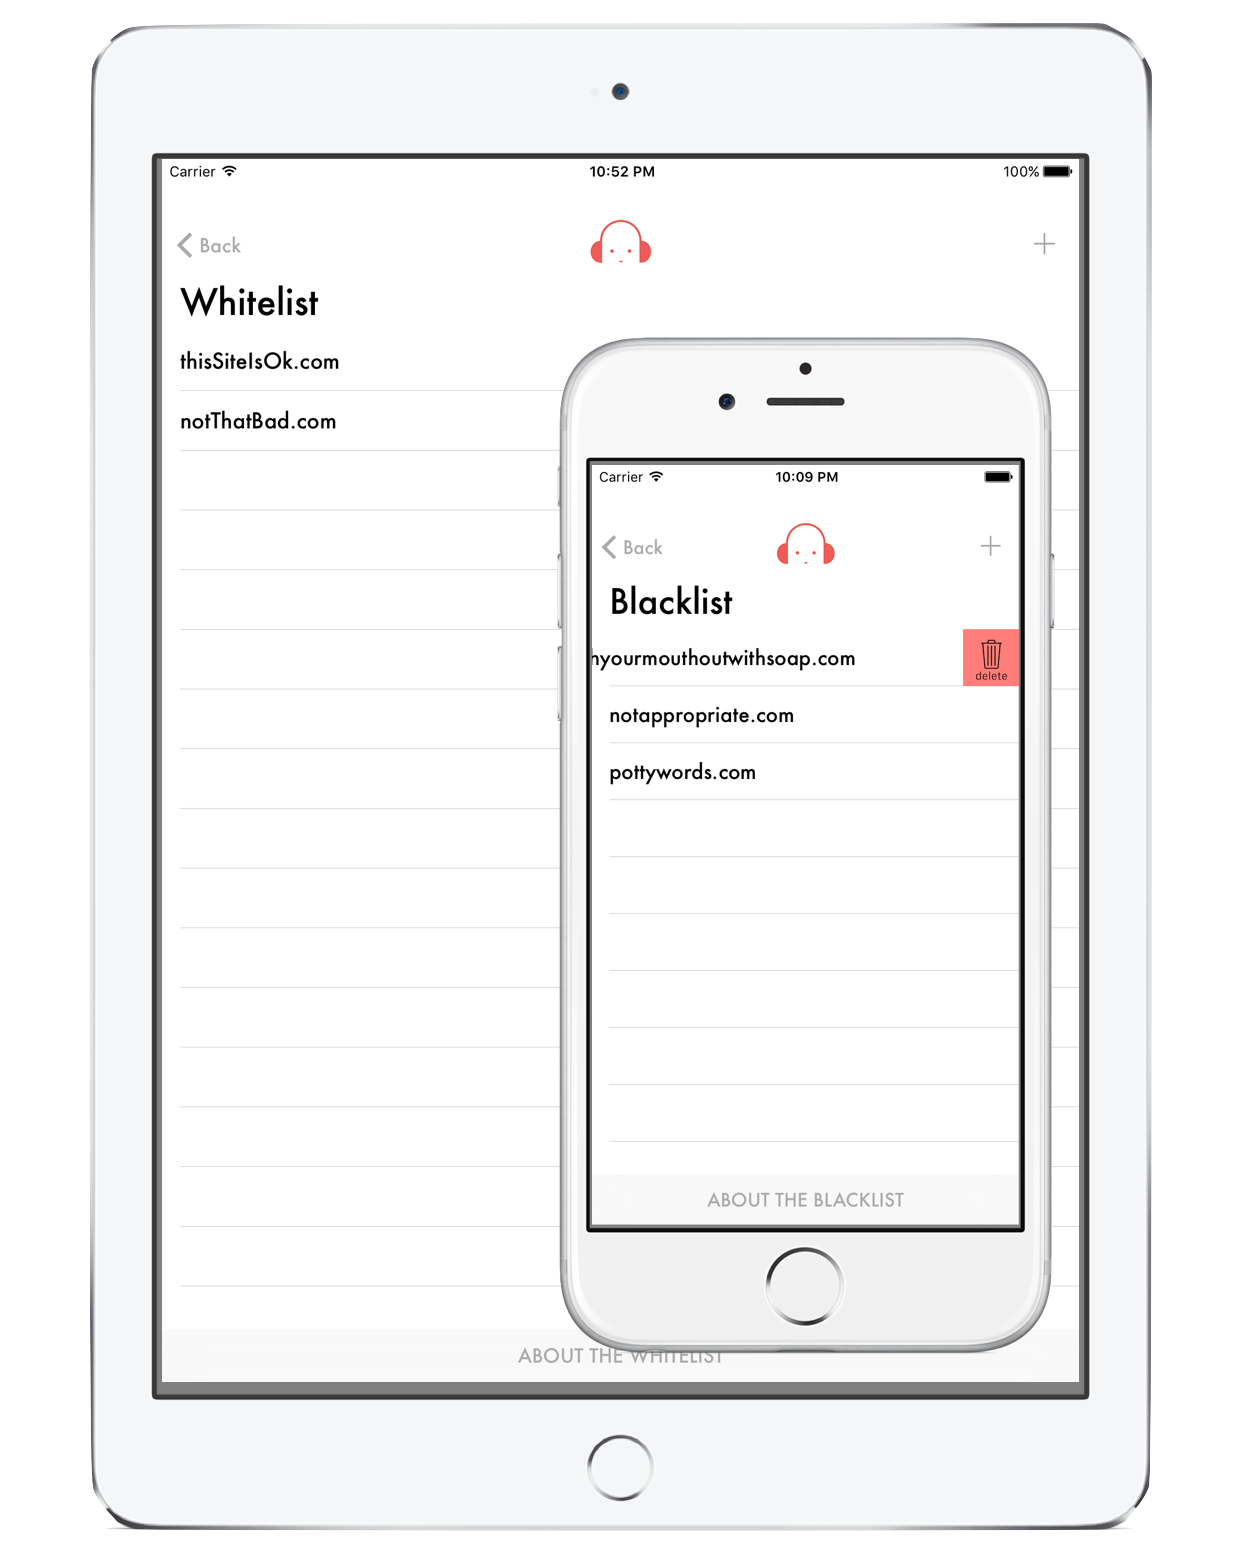 Carrier 10:52 PM 100%
Back
Whitelist
thisSiteIsOk.com
notThatBad.com
ABOUT THE WHITELIST
Carrier 10:09 PM
Back
Blacklist
hyourmouthoutwithsoap.com
delete
notappropriate.com
pottywords.com
ABOUT THE BLACKLIST